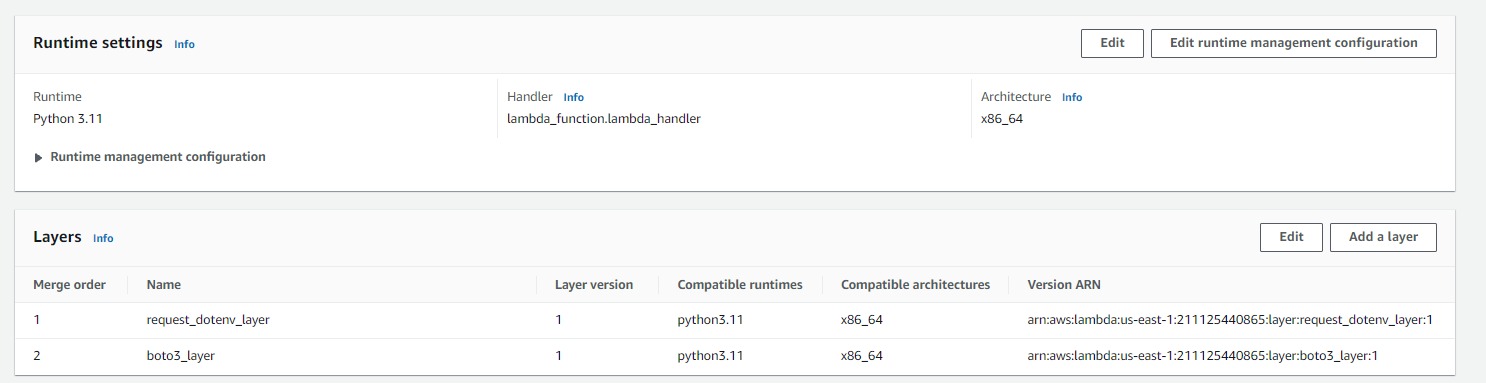 Runtime settings Info Edit Edit runtime management configuration
Runtime Handler Info Architecture Info
Python 3.11 lambda_function.lambda_handler x86_64
Runtime management configuration
Layers Info Edit Add a layer
Merge order Name Layer version Compatible runtimes Compatible architectures Version ARN
1 request_dotenv_layer 1 python3.11 x86_64 arn:aws:lambda:us-east-1:211125440865:layer:request_dotenv_layer:1
2 boto3_layer 1 python3.11 x86_64 arn:aws:lambda:us-east-1:211125440865:layer:boto3_layer:1